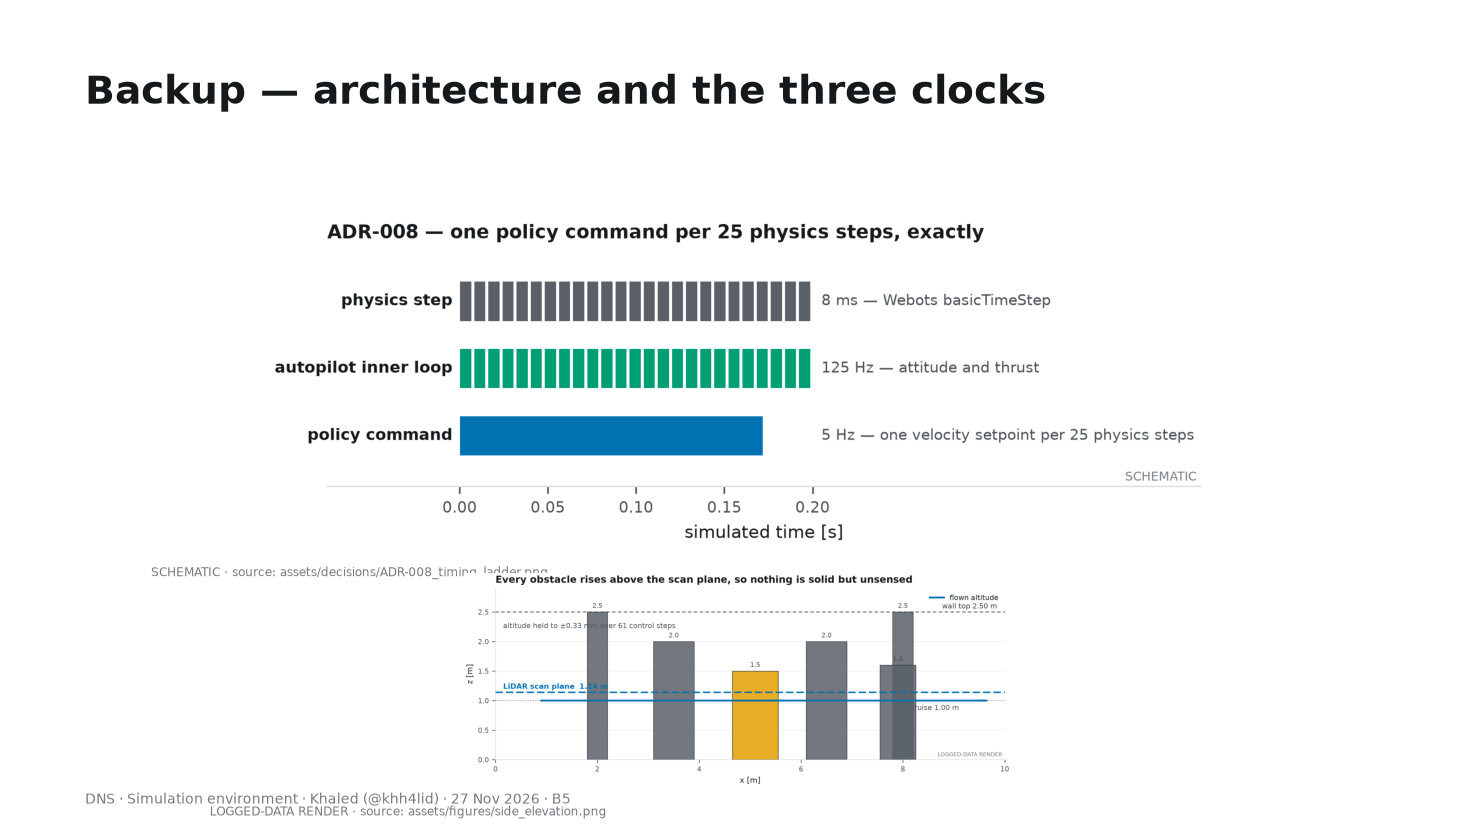 Backup — architecture and the three clocks
ADR-008 — one policy command per 25 physics steps, exactly
physics step
8 ms — Webots basicTimeStep
autopilot inner loop
125 Hz — attitude and thrust
policy command
5 Hz — one velocity setpoint per 25 physics steps
SCHEMATIC
0.00 0.05 0.10 0.15 0.20
simulated time [s]
SCHEMATIC · source: assets/decisions/ADR-008_timing_ladder.png
Every obstacle rises above the scan plane, so nothing is solid but unsensed
flown altitude
wall top 2.50 m
2.5 2.5
altitude held to ±0.33 mm over 61 control steps
2.0 2.0
1.5
1.6
LiDAR scan plane 1.14 m
cruise 1.00 m
LOGGED-DATA RENDER
z [m]
2.5
2.0
1.5
1.0
0.5
0.0
0 2 4 6 8 10
x [m]
DNS · Simulation environment · Khaled (@khh4lid) · 27 Nov 2026 · B5
LOGGED-DATA RENDER · source: assets/figures/side_elevation.png